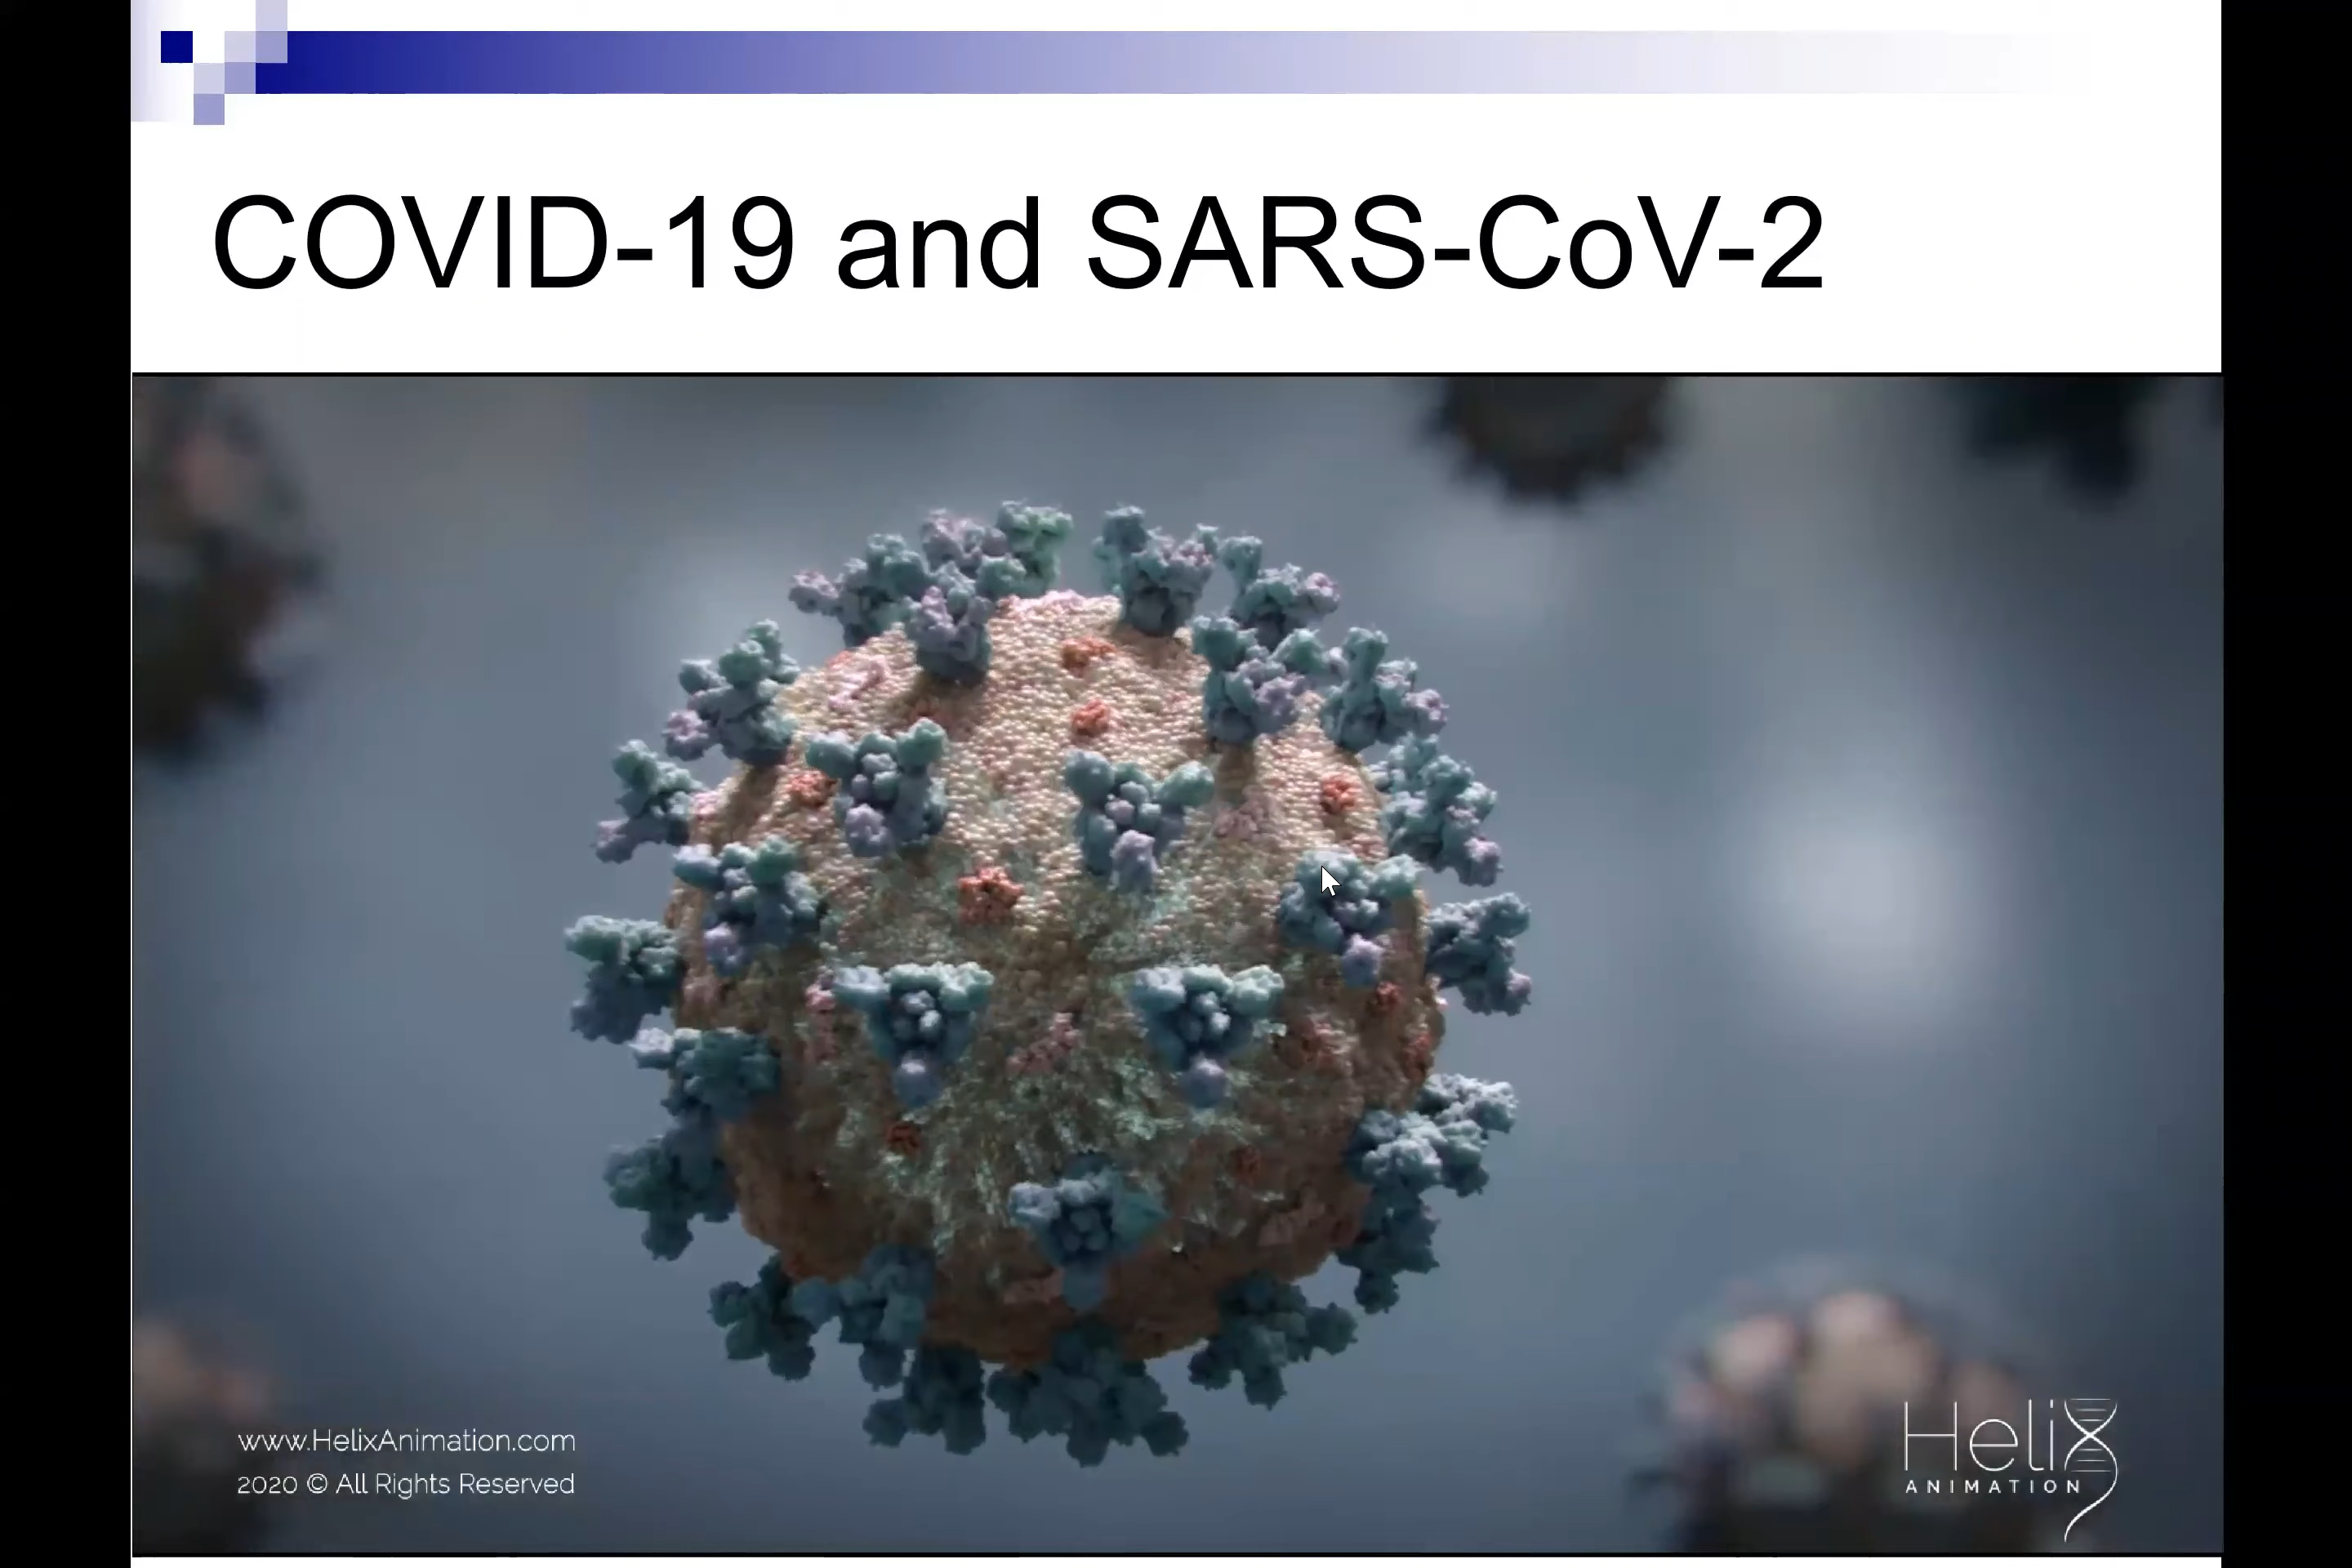 COVID-19 and SARS-CoV-2
www.HelixAnimation.com
2020 © All Rights Reserved
Helix
ANIMATION